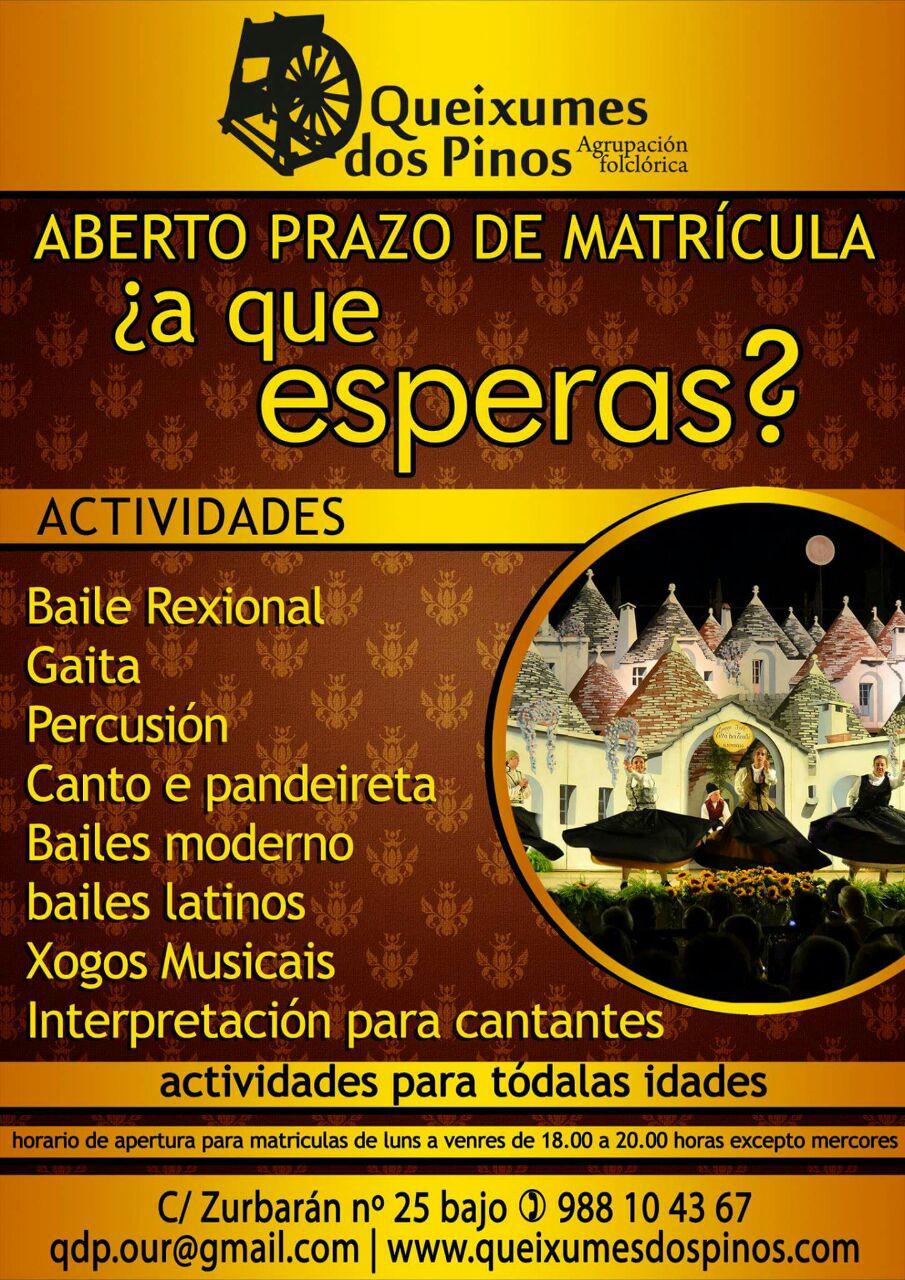 Queixumes
dos Pinos
Agrupación
folclórica
ABERTO PRAZO DE MATRÍCULA
¿a que
esperas?
ACTIVIDADES
Baile Rexional
Gaita
Percusión
Canto e pandeireta
Bailes moderno
bailes latinos
Xogos Musicais
Interpretación para cantantes
actividades para tódalas idades
horario de apertura para matriculas de luns a venres de 18.00 a 20.00 horas excepto mercores
C/ Zurbarán nº 25 bajo ✆ 988 10 43 67
qdp.our@gmail.com | www.queixumesdospinos.com